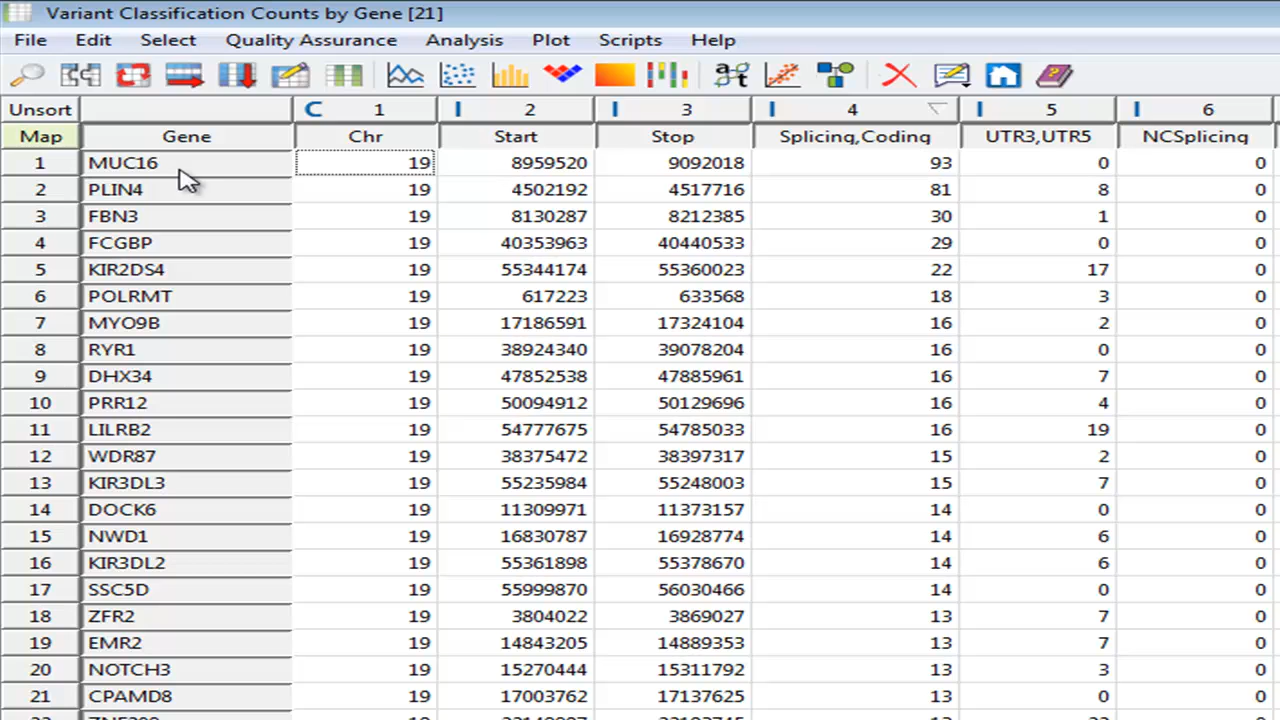 Variant Classification Counts by Gene [21]
File Edit Select Quality Assurance Analysis Plot Scripts Help
Unsort C 1 I 2 I 3 I 4 I 5 I 6
Map Gene Chr Start Stop Splicing,Coding UTR3,UTR5 NCSplicing
1 MUC16 19 8959520 9092018 93 0 0
2 PLIN4 19 4502192 4517716 81 8 0
3 FBN3 19 8130287 8212385 30 1 0
4 FCGBP 19 40353963 40440533 29 0 0
5 KIR2DS4 19 55344174 55360023 22 17 0
6 POLRMT 19 617223 633568 18 3 0
7 MYO9B 19 17186591 17324104 16 2 0
8 RYR1 19 38924340 39078204 16 0 0
9 DHX34 19 47852538 47885961 16 7 0
10 PRR12 19 50094912 50129696 16 4 0
11 LILRB2 19 54777675 54785033 16 19 0
12 WDR87 19 38375472 38397317 15 2 0
13 KIR3DL3 19 55235984 55248003 15 7 0
14 DOCK6 19 11309971 11373157 14 0 0
15 NWD1 19 16830787 16928774 14 6 0
16 KIR3DL2 19 55361898 55378670 14 6 0
17 SSC5D 19 55999870 56030466 14 0 0
18 ZFR2 19 3804022 3869027 13 7 0
19 EMR2 19 14843205 14889353 13 7 0
20 NOTCH3 19 15270444 15311792 13 3 0
21 CPAMD8 19 17003762 17137625 13 0 0